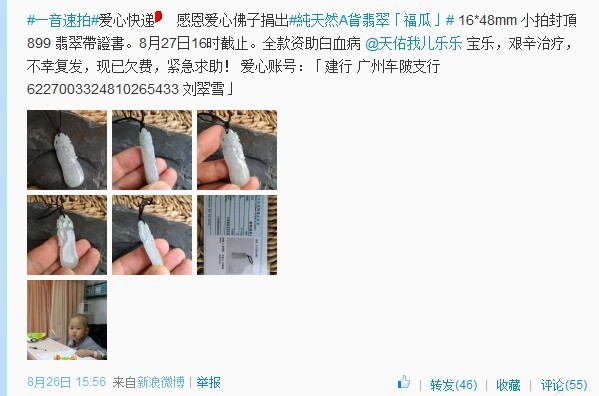 #一音速拍#爱心快递 感恩爱心佛子捐出#純天然A貨翡翠「福瓜」# 16*48mm 小拍封頂
899 翡翠帶證書。8月27日16时截止。全款资助白血病 @天佑我儿乐乐 宝乐，艰辛治疗，
不幸复发，现已欠费，紧急求助！ 爱心账号：「建行 广州车陂支行
6227003324810265433 刘翠雪」
8月26日 15:56 来自新浪微博 | 举报
转发(46) | 收藏 | 评论(55)